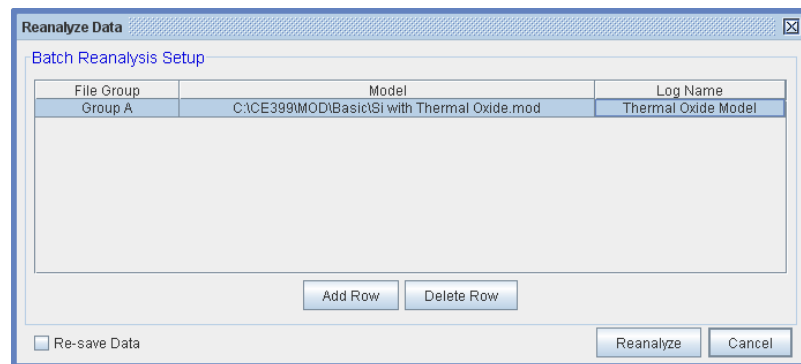 Reanalyze Data
Batch Reanalysis Setup
File Group Model Log Name
Group A C:\CE399\MOD\Basic\Si with Thermal Oxide.mod Thermal Oxide Model
Add Row Delete Row
Re-save Data Reanalyze Cancel